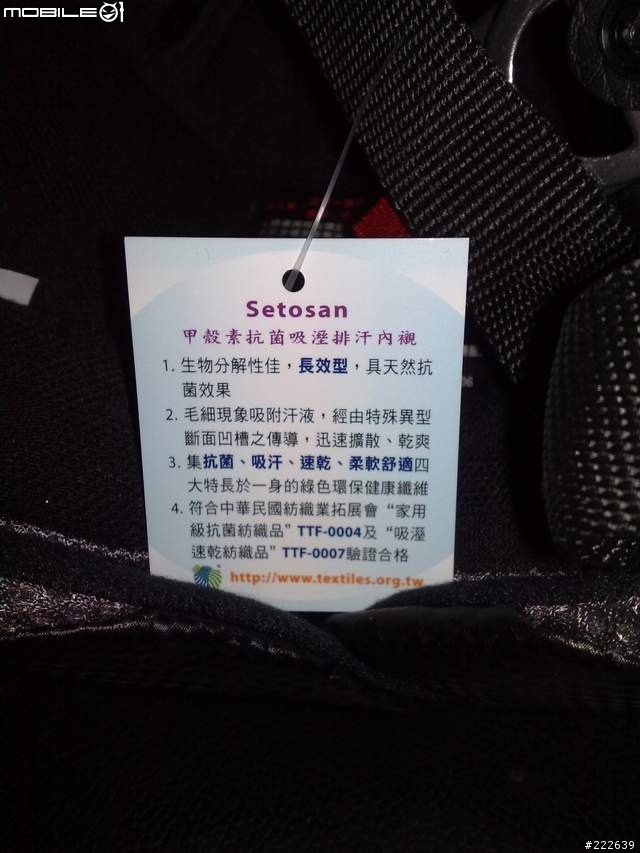 MOBILE01
Setosan
甲殼素抗菌吸溼排汗內襯
1. 生物分解性佳，長效型，具天然抗
菌效果
2. 毛細現象吸附汗液，經由特殊異型
斷面凹槽之傳導，迅速擴散、乾爽
3. 集抗菌、吸汗、速乾、柔軟舒適四
大特長於一身的綠色環保健康纖維
4. 符合中華民國紡織業拓展會“家用
級抗菌紡織品”TTF-0004及“吸溼
速乾紡織品”TTF-0007驗證合格
http://www.textiles.org.tw
#222639